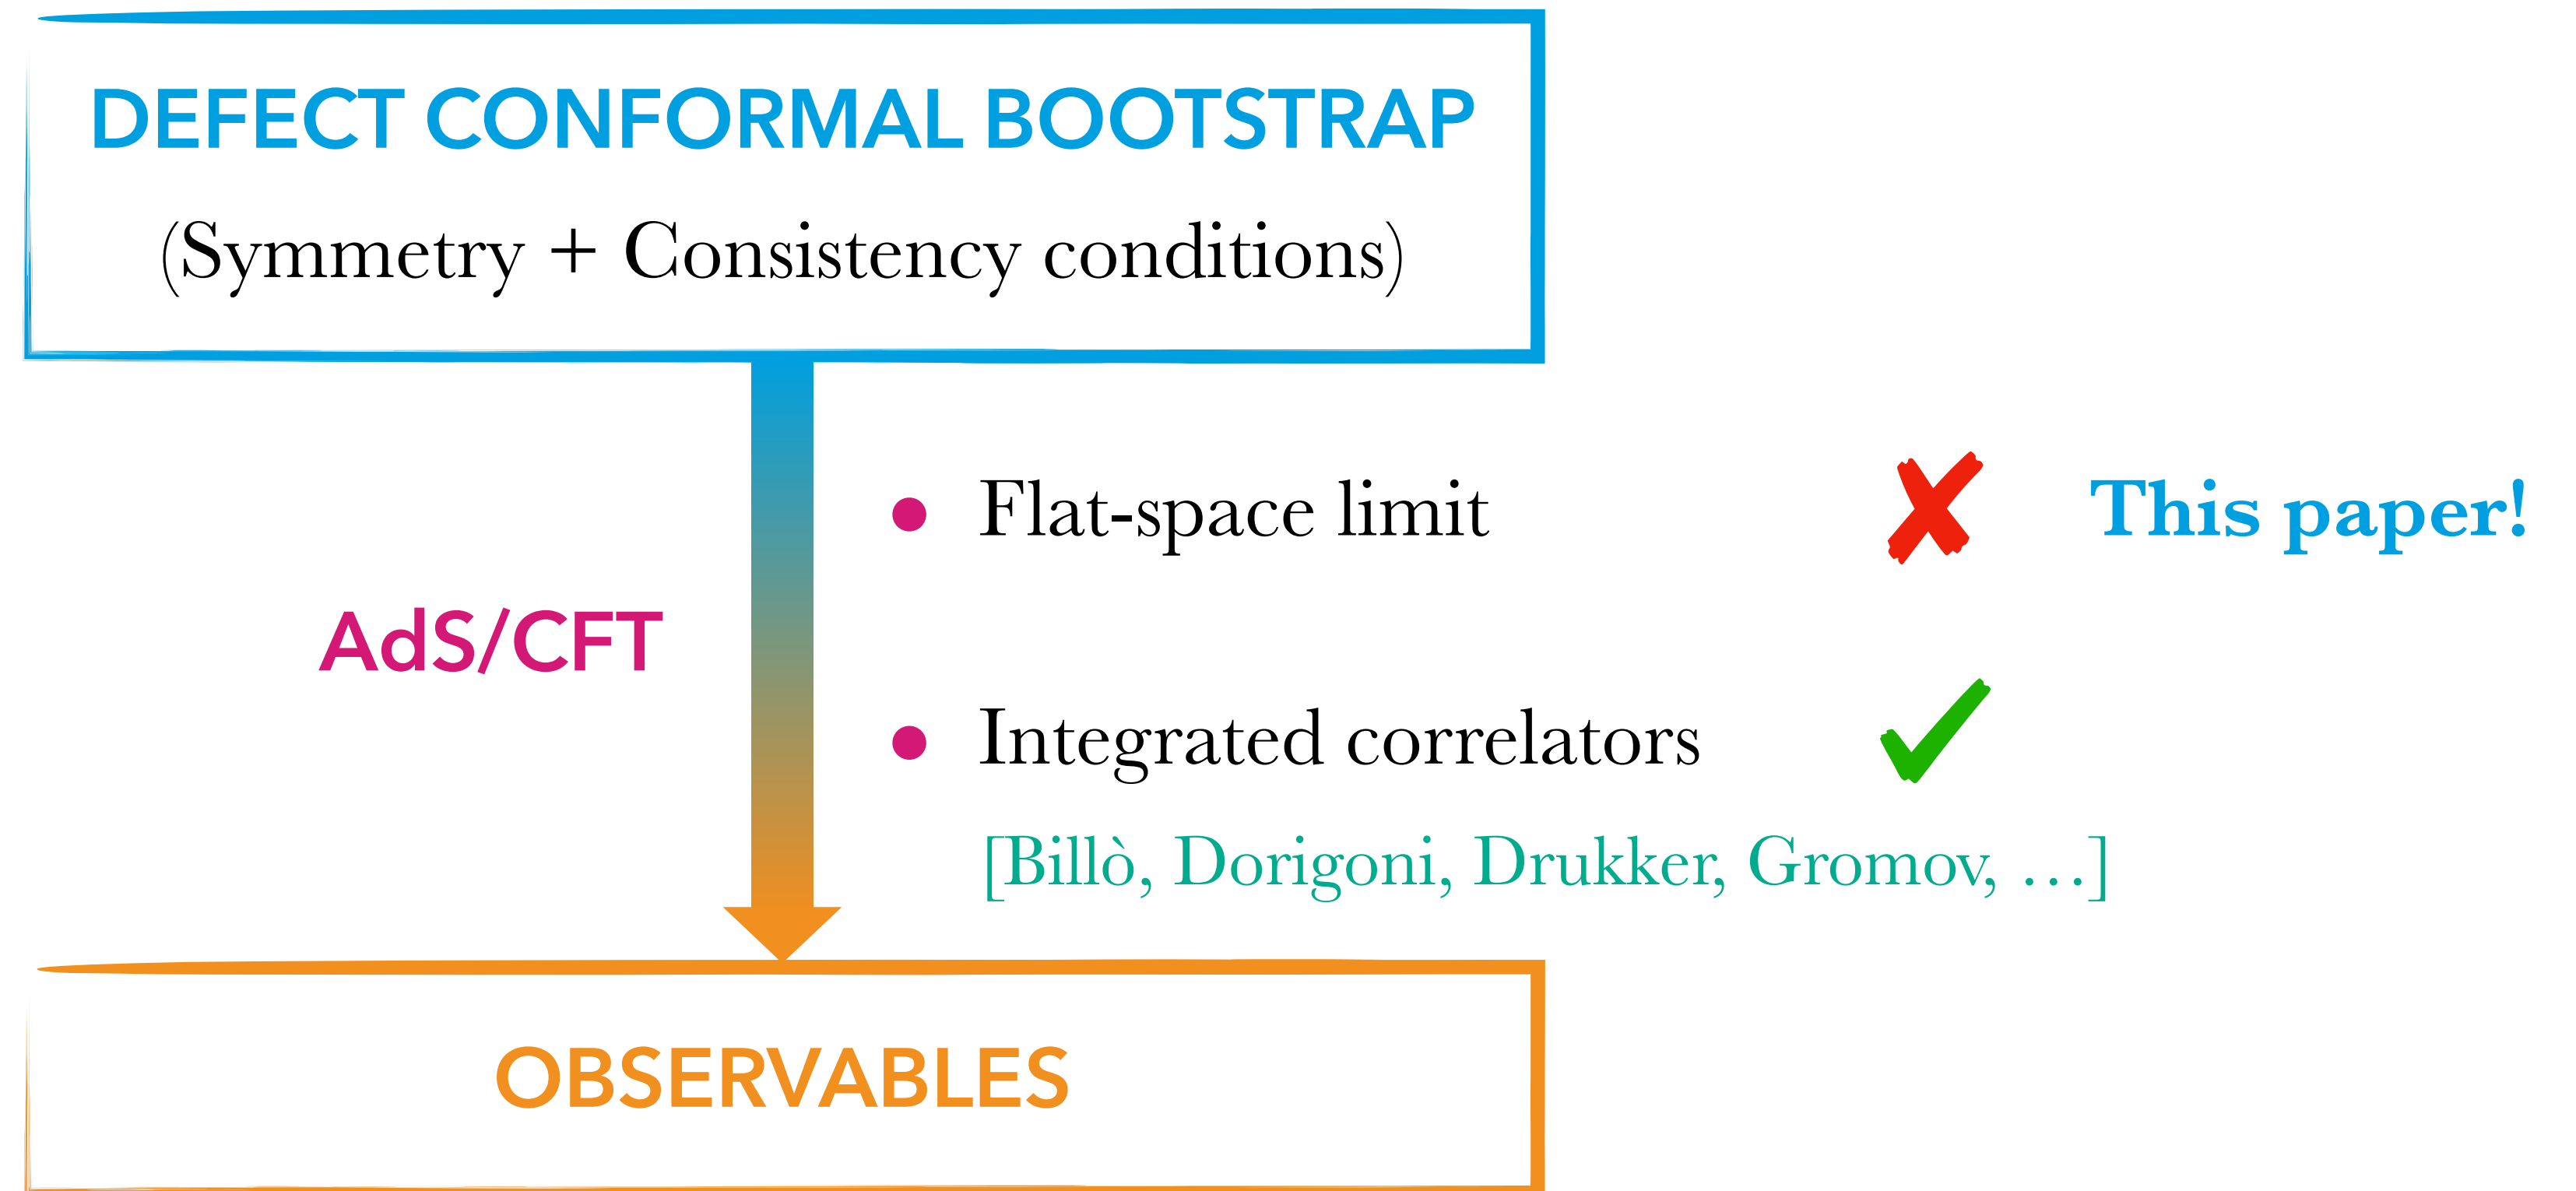 DEFECT CONFORMAL BOOTSTRAP
(Symmetry + Consistency conditions)
• Flat-space limit ✘ This paper!
AdS/CFT
• Integrated correlators ✓
[Billò, Dorigoni, Drukker, Gromov, …]
OBSERVABLES